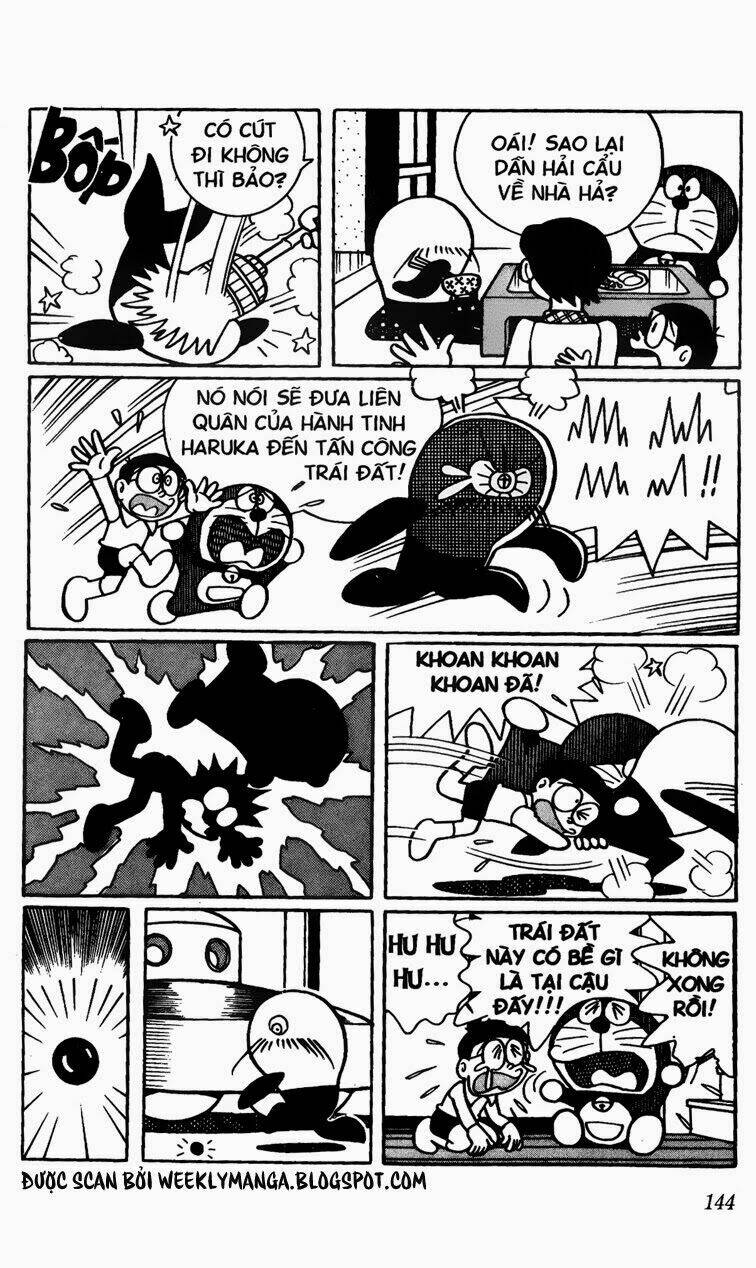 BỐP
CÓ CÚT
ĐI KHÔNG
THÌ BẢO?
OÁI! SAO LẠI
DẪN HẢI CẨU
VỀ NHÀ HẢ?
NÓ NÓI SẼ ĐƯA LIÊN
QUÂN CỦA HÀNH TINH
HARUKA ĐẾN TẤN CÔNG
TRÁI ĐẤT!
!!
KHOAN KHOAN
KHOAN ĐÃ!
HU HU
HU...
TRÁI ĐẤT
NÀY CÓ BỀ GÌ
LÀ TẠI CẬU
ĐẤY!!!
KHÔNG
XONG
RỒI!
ĐƯỢC SCAN BỞI WEEKLYMANGA.BLOGSPOT.COM
144